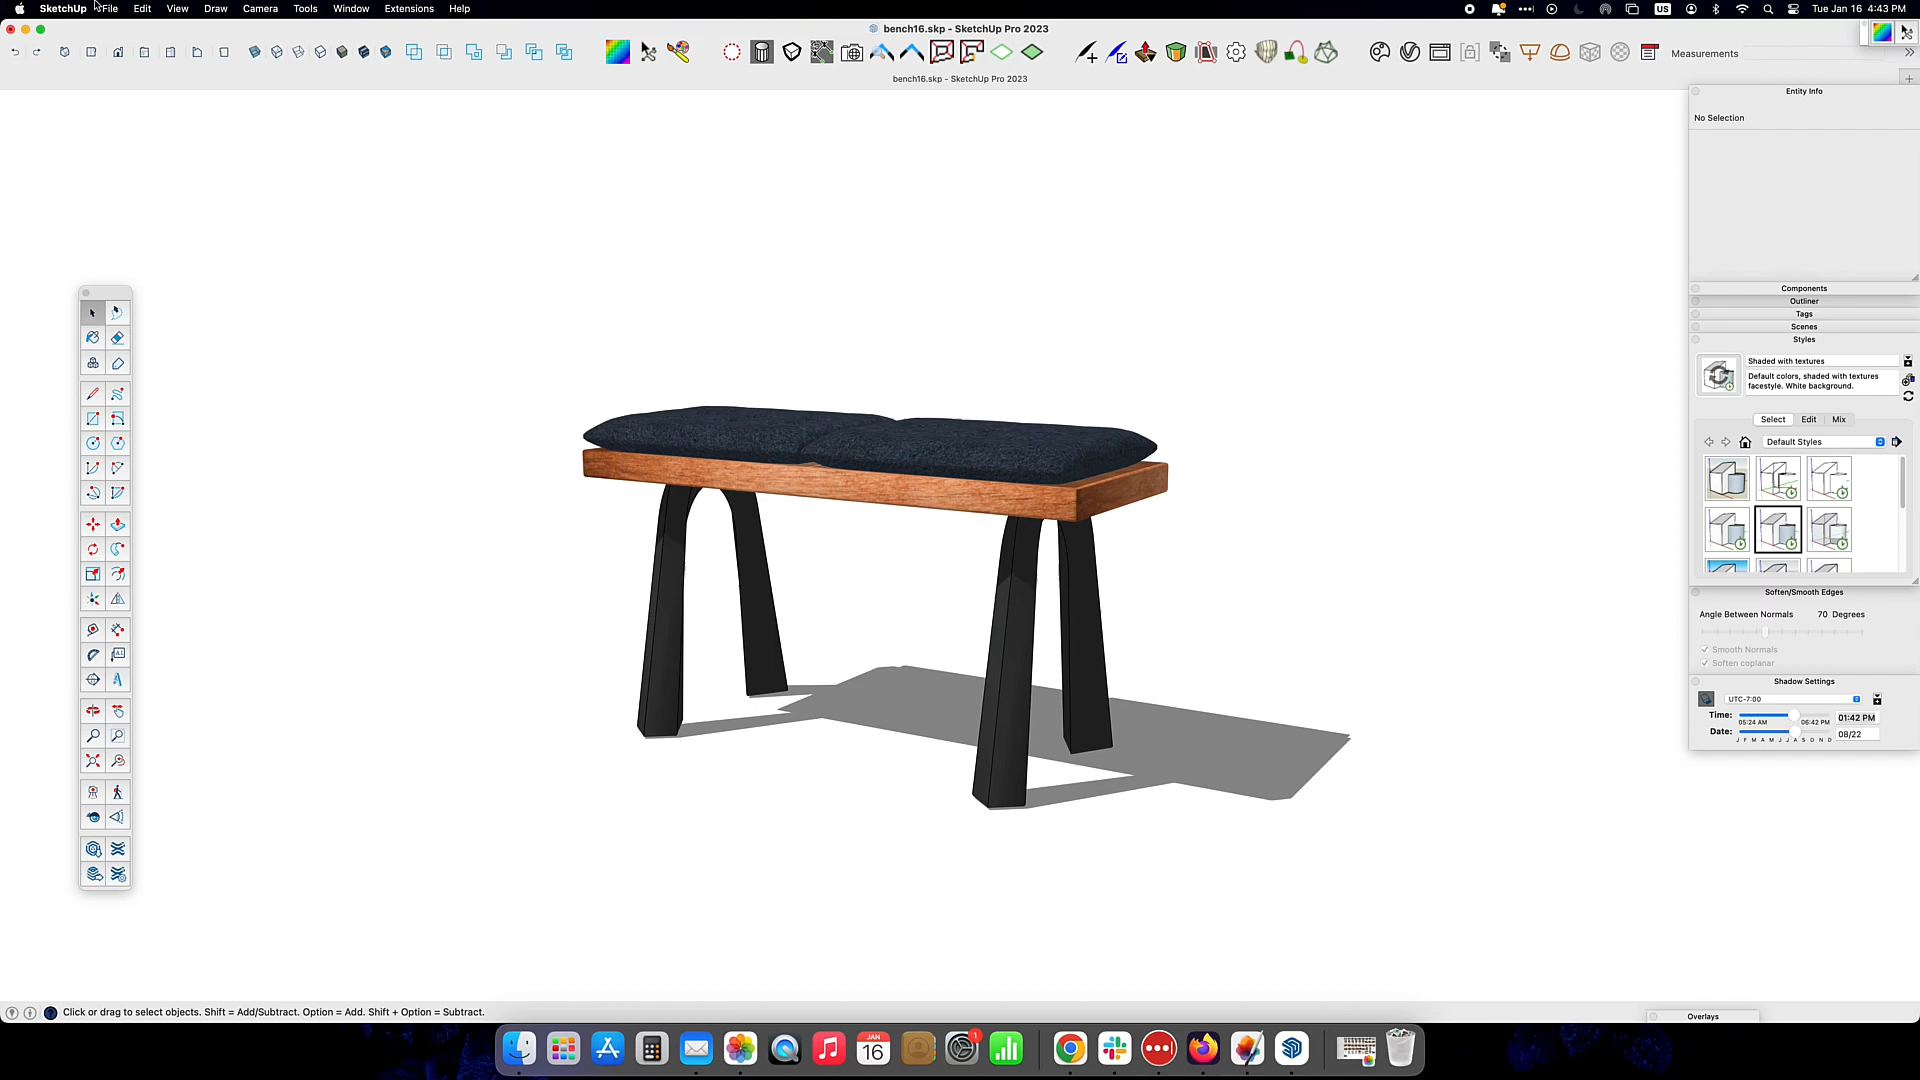 SketchUp File Edit View Draw Camera Tools Window Extensions Help US Tue Jan 16 4:43 PM
bench16.skp - SketchUp Pro 2023
Measurements
bench16.skp - SketchUp Pro 2023
Entity Info
No Selection
Components
Outliner
Tags
Scenes
Styles
Shaded with textures
Default colors, shaded with textures
facestyle. White background.
Select Edit Mix
Default Styles
Soften/Smooth Edges
Angle Between Normals 70 Degrees
Smooth Normals
Soften coplanar
Shadow Settings
UTC-7:00
Time: 05:24 AM 06:42 PM 01:42 PM
Date: J F M A M J J A S O N D 08/22
Click or drag to select objects. Shift = Add/Subtract. Option = Add. Shift + Option = Subtract.
Overlays
JAN
16
1